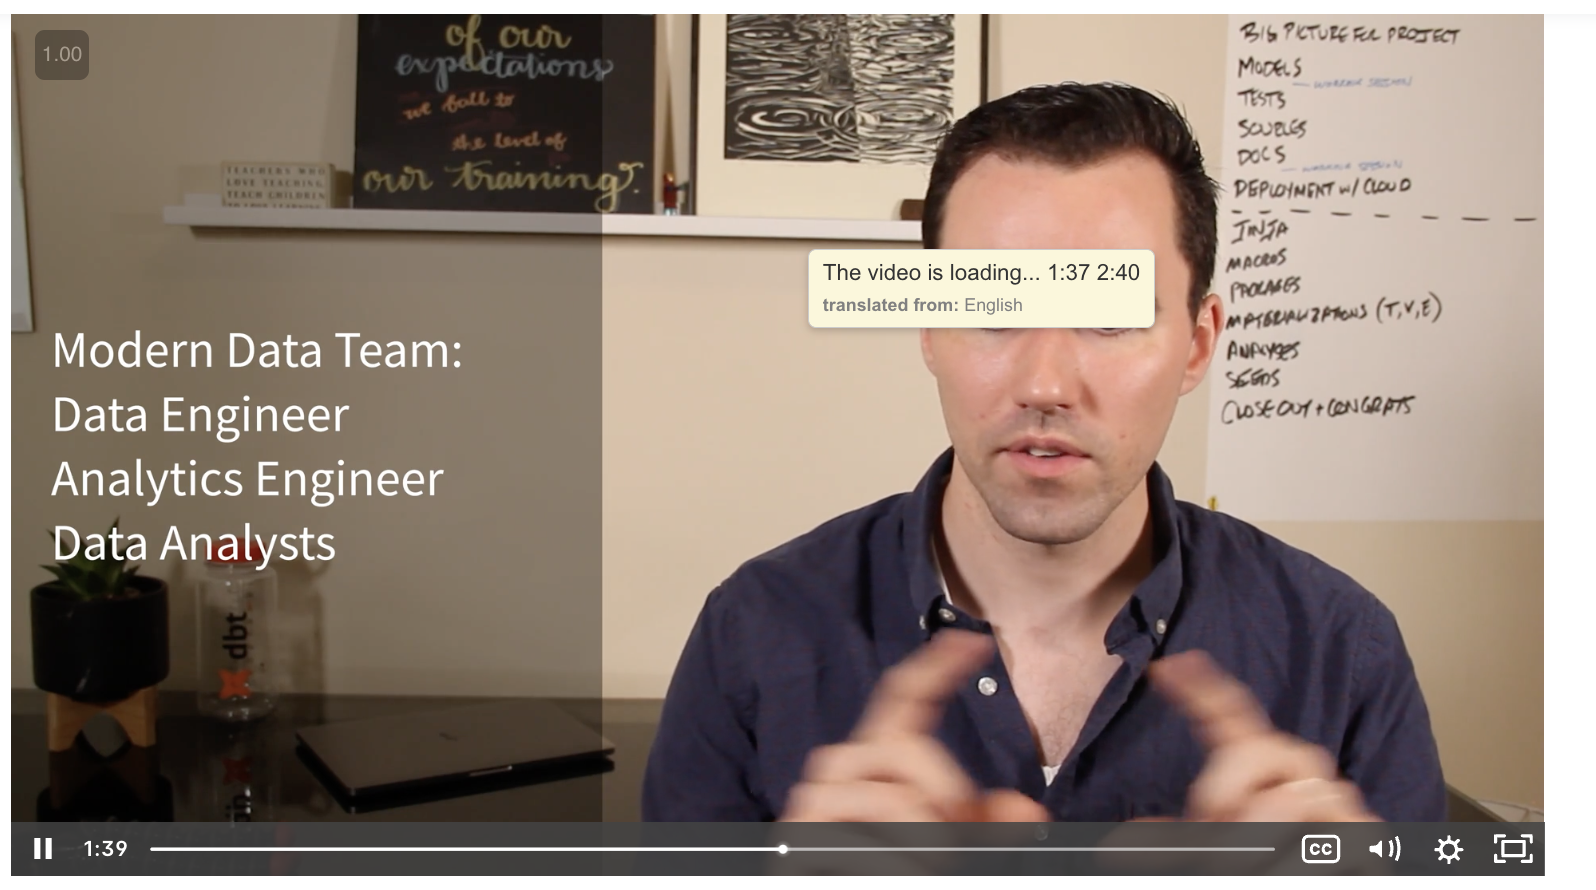 1.00
of our
expectations
we fall to
the level of
our training.
TEACHERS WHO
LOVE TEACHING,
TEACH CHILDREN
TO LOVE LEARNING
BIG PICTURE FOR PROJECT
MODELS
WORKING SESSION
TESTS
SOURCES
DOCS
WORKING SESSION
DEPLOYMENT w/ CLOUD
JINJA
MACROS
PACKAGES
MATERIALIZATIONS (T,V,E)
ANALYSES
SEEDS
CLOSE OUT + CONGRATS
The video is loading... 1:37 2:40
translated from: English
Modern Data Team:
Data Engineer
Analytics Engineer
Data Analysts
dbt
1:39
CC